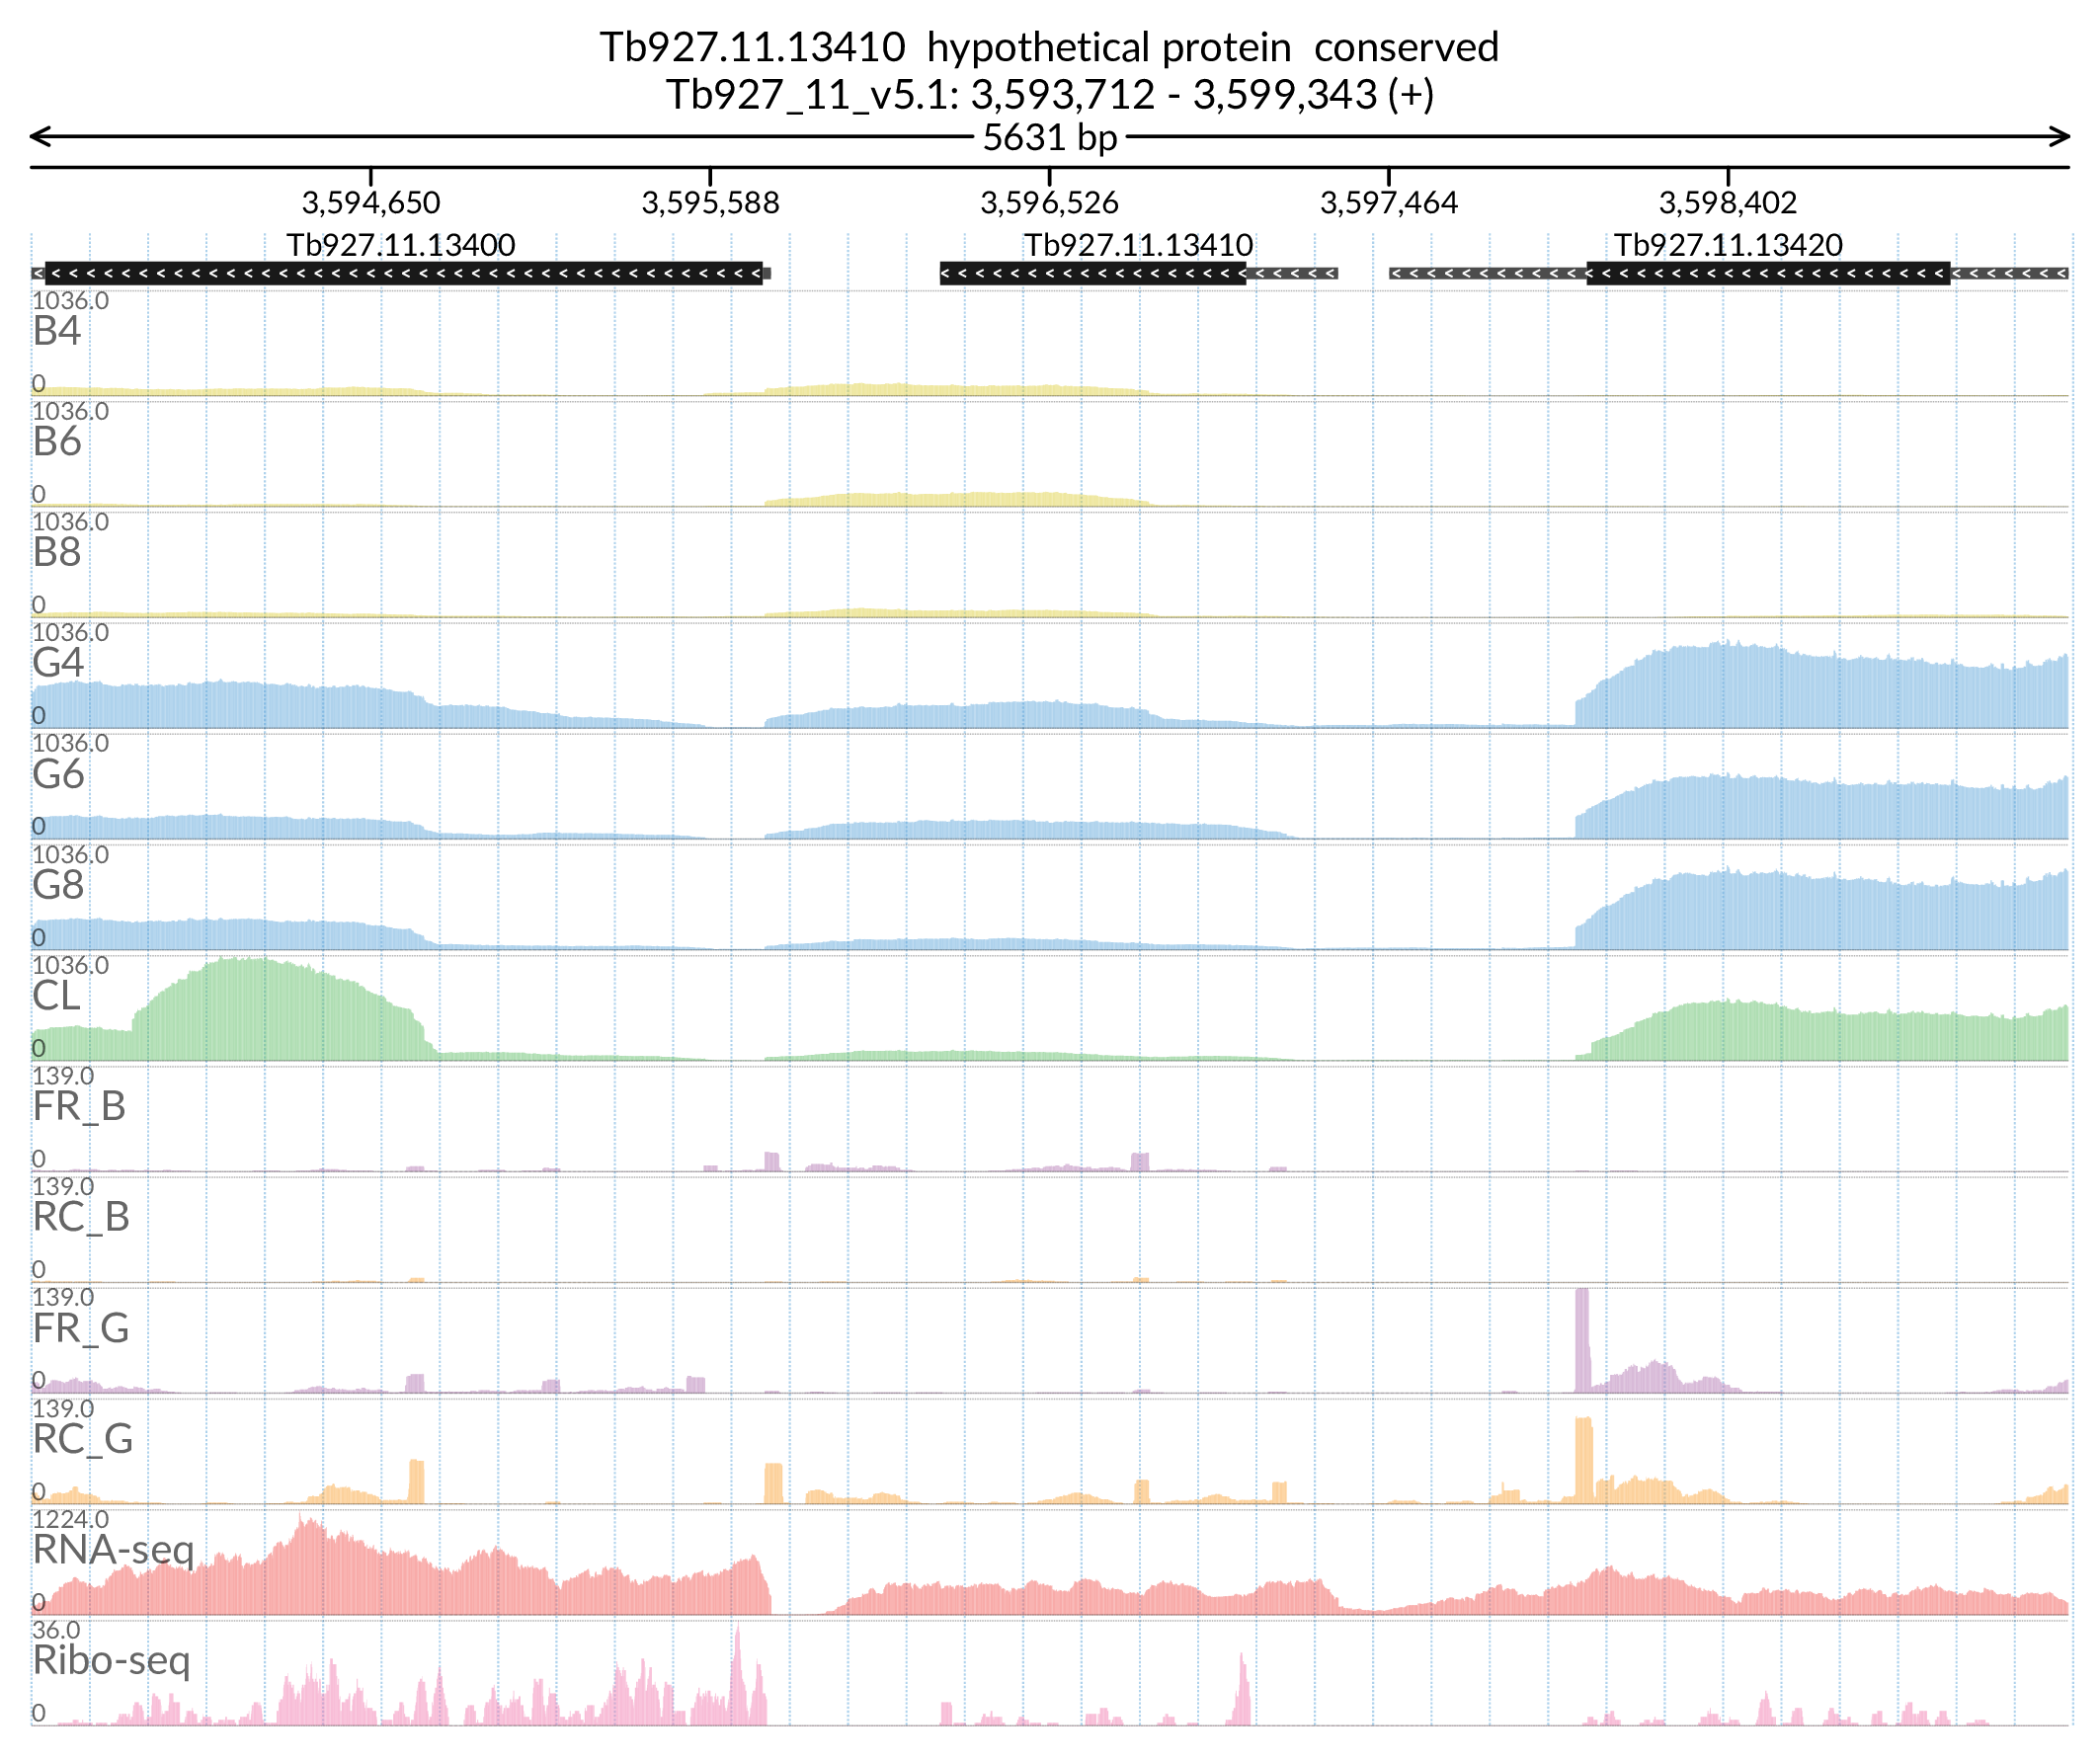 Tb927.11.13410  hypothetical protein  conserved
Tb927_11_v5.1: 3,593,712 - 3,599,343 (+)
5631 bp
3,594,650 3,595,588 3,596,526 3,597,464 3,598,402
Tb927.11.13400 Tb927.11.13410 Tb927.11.13420
1036.0
B4
0
1036.0
B6
0
1036.0
B8
0
1036.0
G4
0
1036.0
G6
0
1036.0
G8
0
1036.0
CL
0
139.0
FR_B
0
139.0
RC_B
0
139.0
FR_G
0
139.0
RC_G
0
1224.0
RNA-seq
0
36.0
Ribo-seq
0